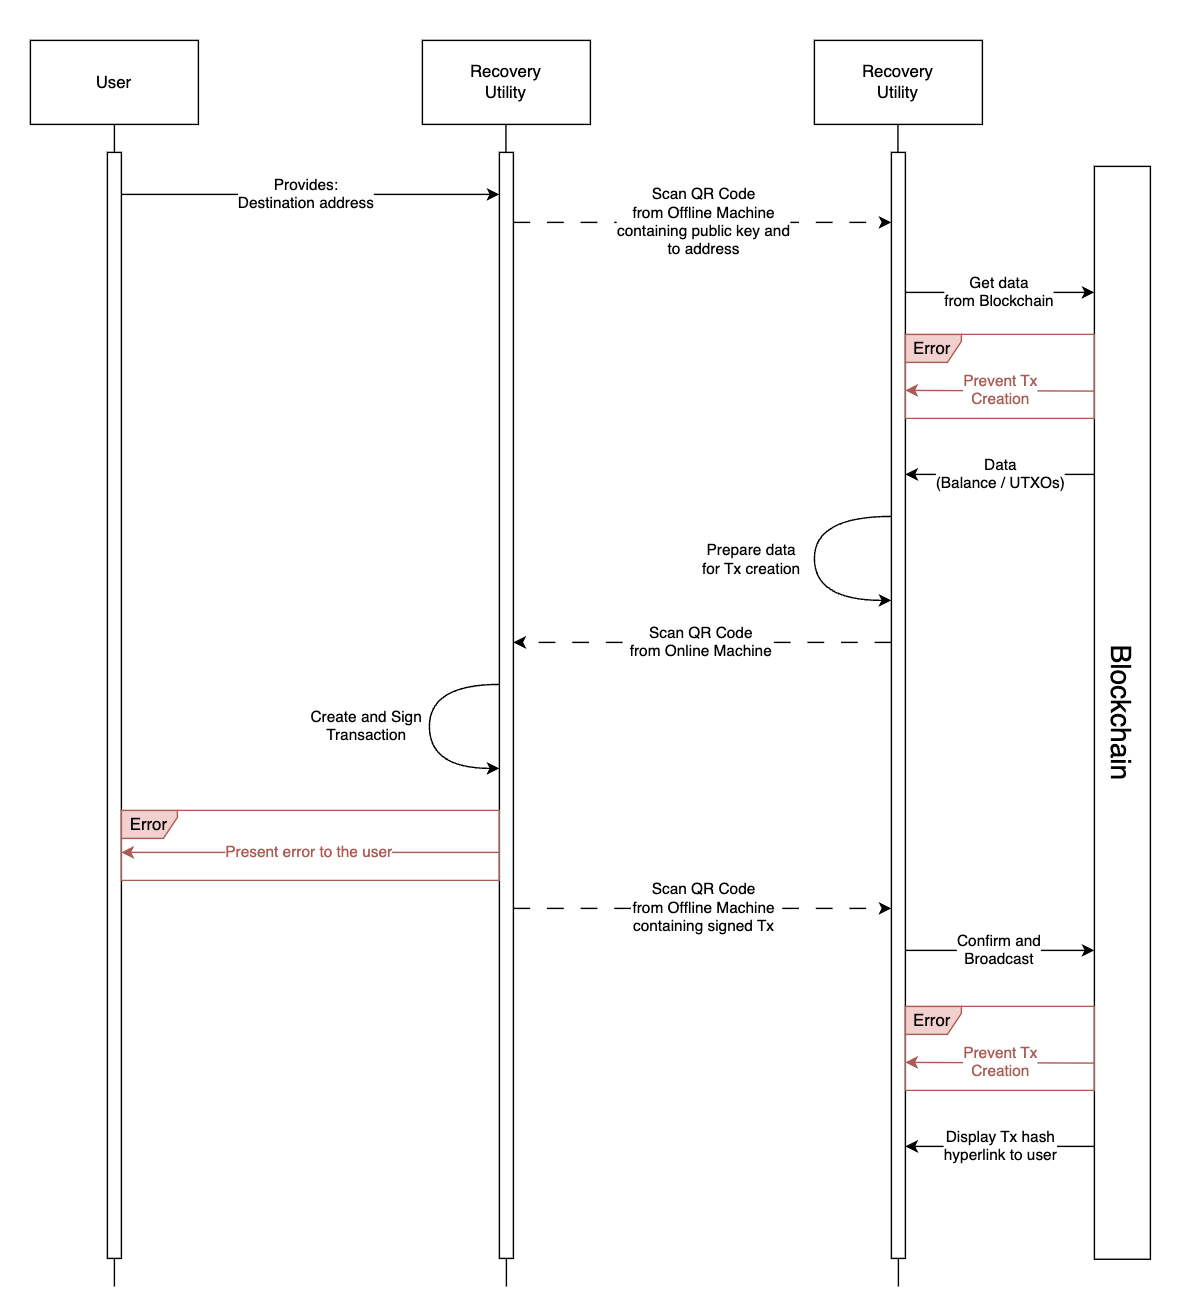 User
Recovery
Utility
Recovery
Utility
Provides:
Destination address
Scan QR Code
from Offline Machine
containing public key and
to address
Get data
from Blockchain
Error
Prevent Tx
Creation
Data
(Balance / UTXOs)
Prepare data
for Tx creation
Scan QR Code
from Online Machine
Blockchain
Create and Sign
Transaction
Error
Present error to the user
Scan QR Code
from Offline Machine
containing signed Tx
Confirm and
Broadcast
Error
Prevent Tx
Creation
Display Tx hash
hyperlink to user